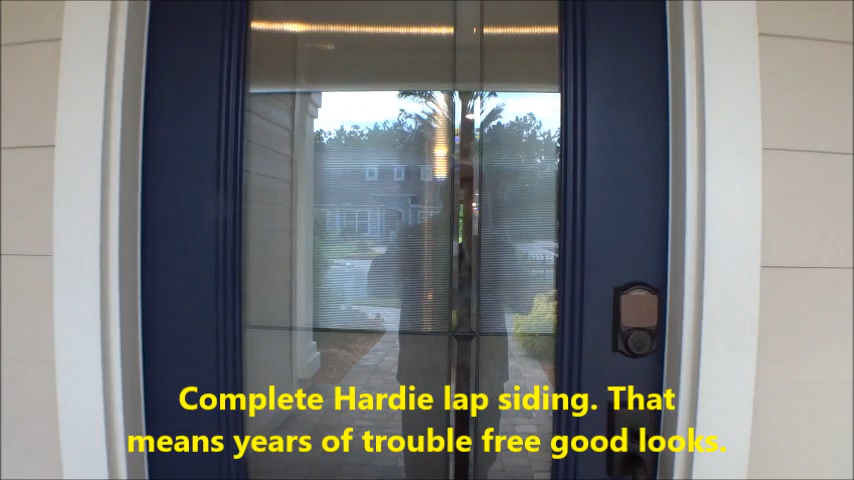 Complete Hardie lap siding. That
means years of trouble free good looks.